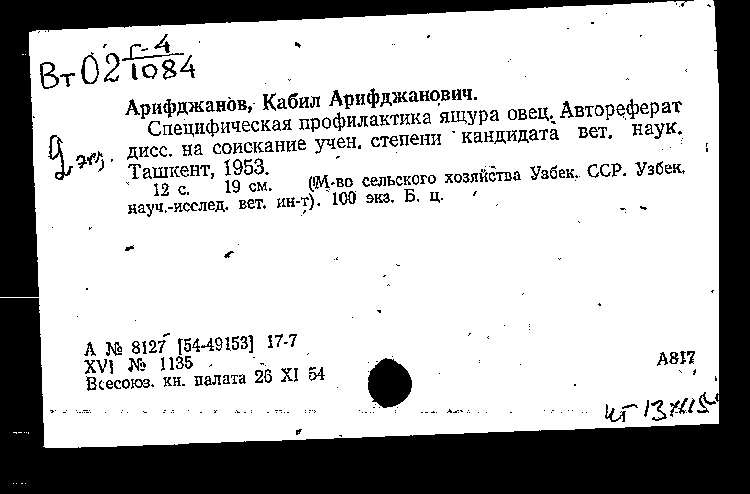 Вт 02 Г-4
1084
Арифджанов, Кабил Арифджанович.
Специфическая профилактика ящура овец. Автореферат
дисс. на соискание учен. степени кандидата вет. наук.
Ташкент, 1953.
12 с. 19 см. (М-во сельского хозяйства Узбек. ССР. Узбек.
науч.-исслед. вет. ин-т). 100 экз. Б. ц.
А № 8127 [54-49153] 17-7
XVI № 1135
Всесоюз. кн. палата 26 XI 54
А817